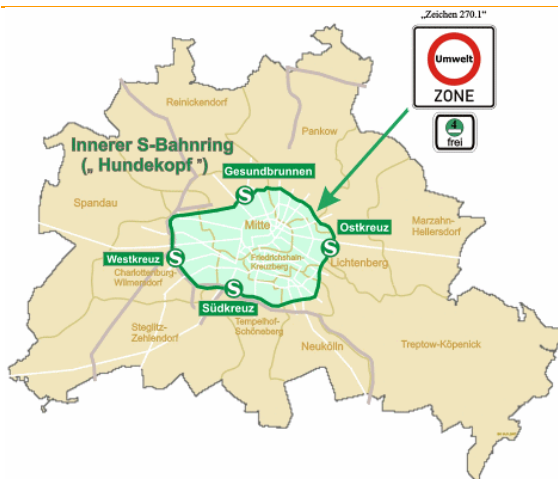 „Zeichen 270.1“
Umwelt
ZONE
4
frei
Reinickendorf
Pankow
Innerer S-Bahnring
(„ Hundekopf ”)
Gesundbrunnen
S
Spandau
Mitte
Ostkreuz
S
Marzahn-
Hellersdorf
Westkreuz
S
Friedrichshain-
Kreuzberg
Lichtenberg
Charlottenburg-
Wilmersdorf
S
Südkreuz
Tempelhof-
Schöneberg
Steglitz-
Zehlendorf
Neukölln
Treptow-Köpenick